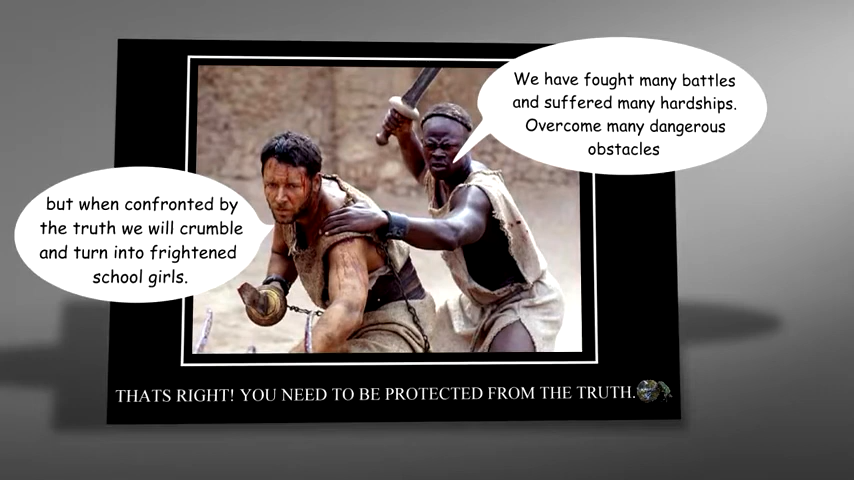 We have fought many battles
and suffered many hardships.
Overcome many dangerous
obstacles
but when confronted by
the truth we will crumble
and turn into frightened
school girls.
THATS RIGHT! YOU NEED TO BE PROTECTED FROM THE TRUTH.